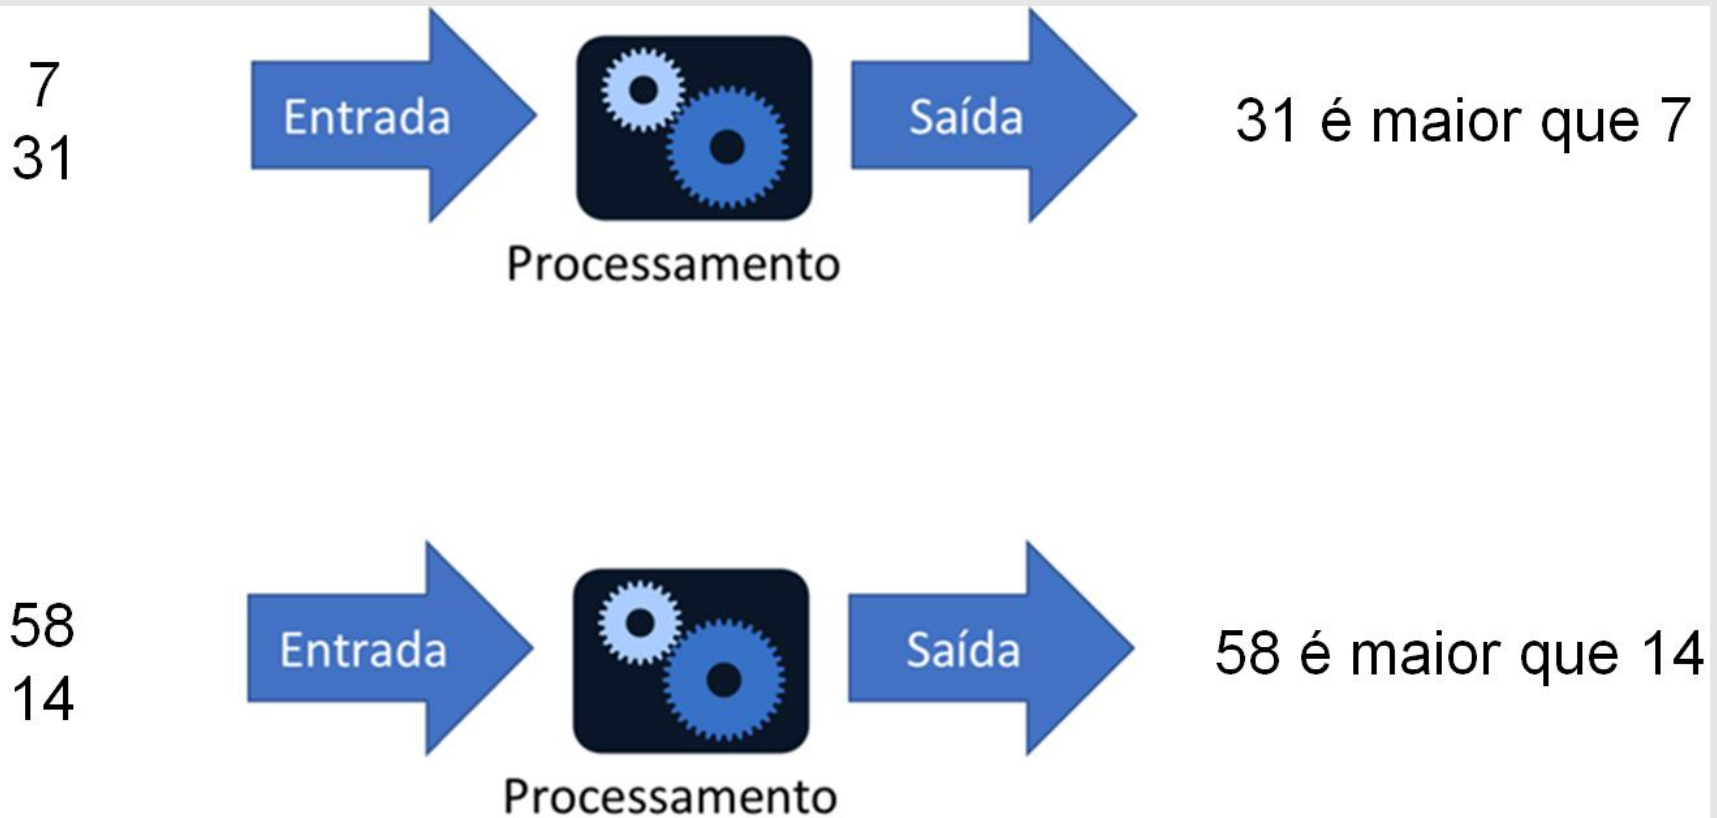 7
31
Entrada
Processamento
Saída
31 é maior que 7
58
14
Entrada
Processamento
Saída
58 é maior que 14